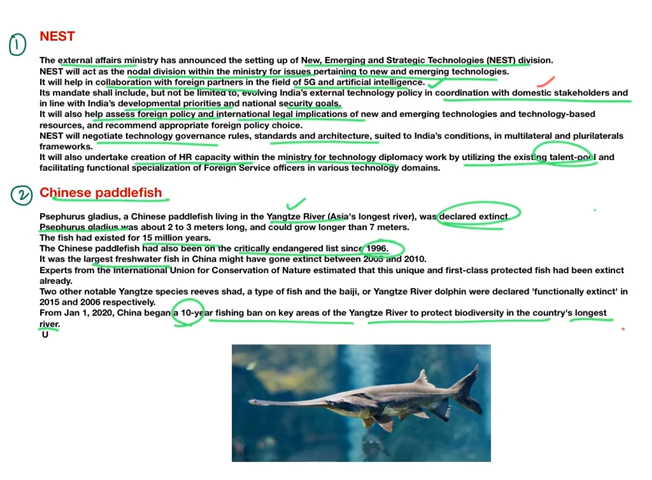 1 NEST
The external affairs ministry has announced the setting up of New, Emerging and Strategic Technologies (NEST) division.
NEST will act as the nodal division within the ministry for issues pertaining to new and emerging technologies.
It will help in collaboration with foreign partners in the field of 5G and artificial intelligence.
Its mandate shall include, but not be limited to, evolving India's external technology policy in coordination with domestic stakeholders and
in line with India's developmental priorities and national security goals.
It will also help assess foreign policy and international legal implications of new and emerging technologies and technology-based
resources, and recommend appropriate foreign policy choice.
NEST will negotiate technology governance rules, standards and architecture, suited to India's conditions, in multilateral and plurilaterals
frameworks.
It will also undertake creation of HR capacity within the ministry for technology diplomacy work by utilizing the existing talent-pool and
facilitating functional specialization of Foreign Service officers in various technology domains.
2 Chinese paddlefish
Psephurus gladius, a Chinese paddlefish living in the Yangtze River (Asia's longest river), was declared extinct.
Psephurus gladius was about 2 to 3 meters long, and could grow longer than 7 meters.
The fish had existed for 15 million years.
The Chinese paddlefish had also been on the critically endangered list since 1996.
It was the largest freshwater fish in China might have gone extinct between 2005 and 2010.
Experts from the International Union for Conservation of Nature estimated that this unique and first-class protected fish had been extinct
already.
Two other notable Yangtze species reeves shad, a type of fish and the baiji, or Yangtze River dolphin were declared 'functionally extinct' in
2015 and 2006 respectively.
From Jan 1, 2020, China began a 10-year fishing ban on key areas of the Yangtze River to protect biodiversity in the country's longest
river.
U